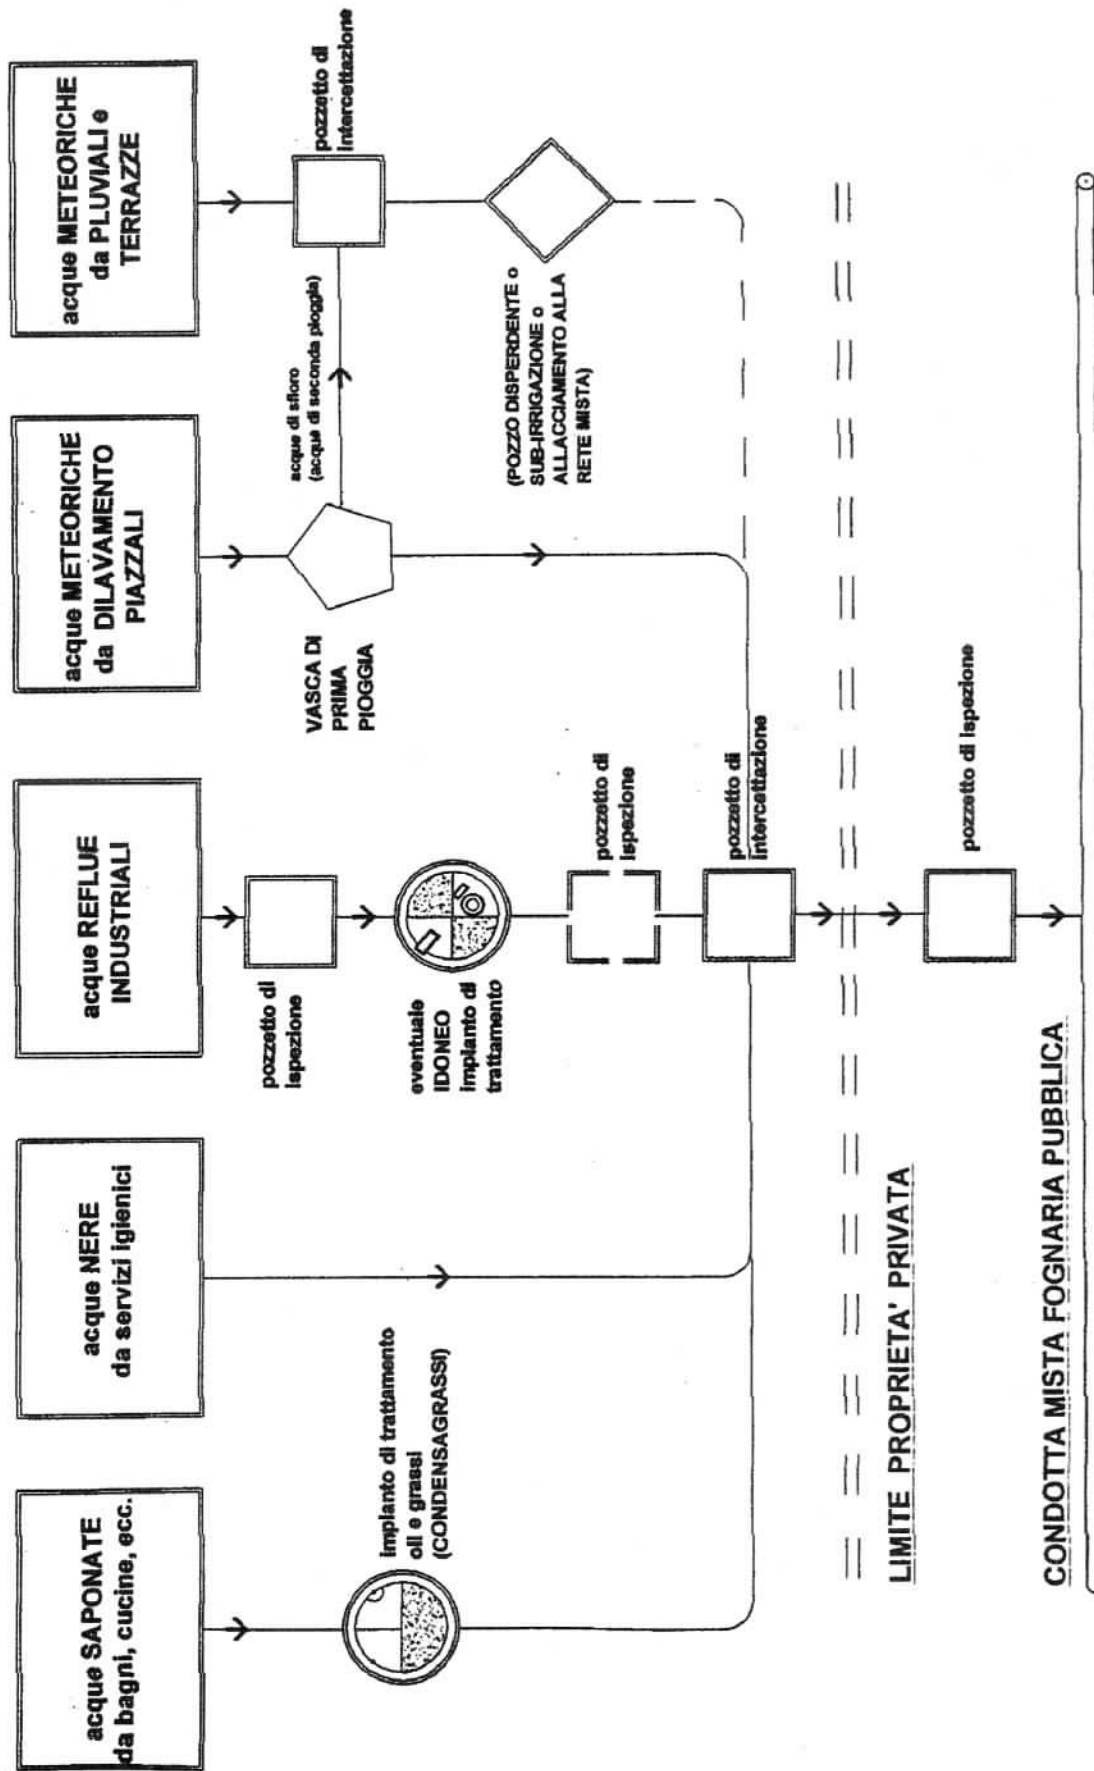 acque SAPONATE
da bagni, cucine, ecc.
acque NERE
da servizi igienici
acque REFLUE
INDUSTRIALI
acque METEORICHE
da DILAVAMENTO
PIAZZALI
acque METEORICHE
da PLUVIALI e
TERRAZZE
impianto di trattamento
oli e grassi
(CONDENSAGRASSI)
pozzetto di
ispezione
eventuale
IDONEO
impianto di
trattamento
pozzetto di
ispezione
pozzetto di
intercettazione
VASCA DI
PRIMA
PIOGGIA
acque di sfioro
(acque di seconda pioggia)
pozzetto di
intercettazione
(POZZO DISPERDENTE o
SUB-IRRIGAZIONE o
ALLACCIAMENTO ALLA
RETE MISTA)
LIMITE PROPRIETA' PRIVATA
pozzetto di ispezione
CONDOTTA MISTA FOGNARIA PUBBLICA